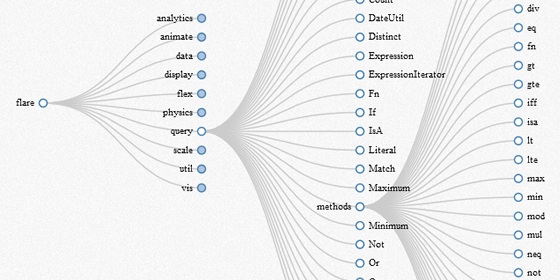 flare
analytics
animate
data
display
flex
physics
query
scale
util
vis
Count
DateUtil
Distinct
Expression
ExpressionIterator
Fn
If
IsA
Literal
Match
Maximum
methods
Minimum
Not
Or
div
eq
fn
gt
gte
iff
isa
lt
lte
max
min
mod
mul
neq
not